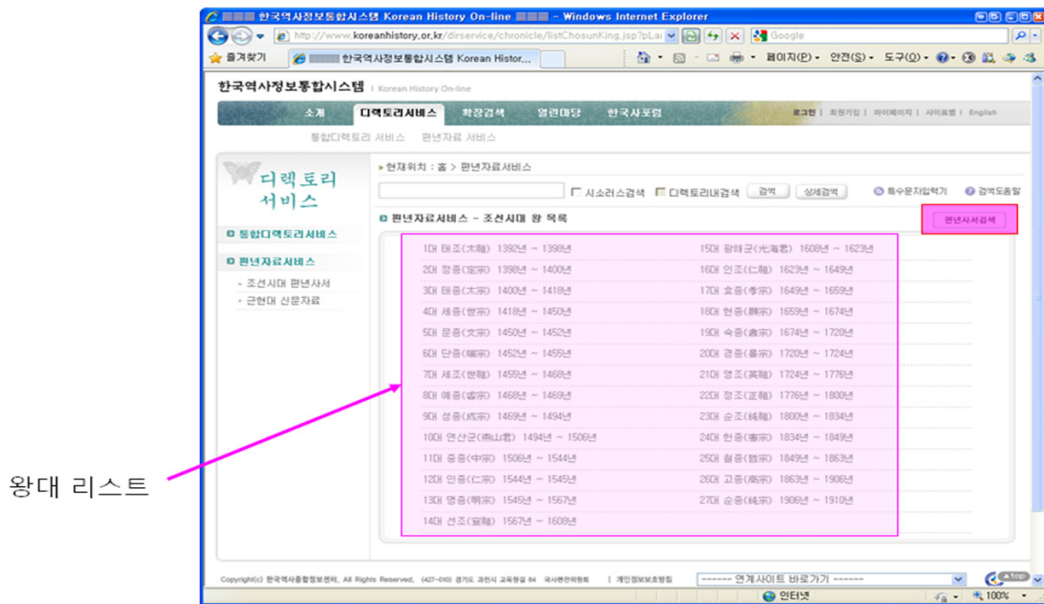 한국역사정보통합시스템 Korean History On-line - Windows Internet Explorer
http://www.koreanhistory.or.kr/dirservice/chronicle/listChosunKing.jsp?pLa
Google
즐겨찾기
한국역사정보통합시스템 Korean Histor...
페이지(P) 안전(S) 도구(O)
한국역사정보통합시스템 | Korean History On-line
소개 디렉토리서비스 확장검색 열린마당 한국사포럼
로그인 | 회원가입 | 마이페이지 | 사이트맵 | English
통합디렉토리 서비스 편년자료 서비스
디렉토리
서비스
통합디렉토리서비스
편년자료서비스
- 조선시대 편년사서
- 근현대 신문자료
» 현재위치 : 홈 > 편년자료서비스
시소러스검색 디렉토리내검색 검색 상세검색 특수문자입력기 검색도움말
편년자료서비스 - 조선시대 왕 목록
편년사서검색
1대 태조(太祖) 1392년 ~ 1398년
2대 정종(定宗) 1398년 ~ 1400년
3대 태종(太宗) 1400년 ~ 1418년
4대 세종(世宗) 1418년 ~ 1450년
5대 문종(文宗) 1450년 ~ 1452년
6대 단종(端宗) 1452년 ~ 1455년
7대 세조(世祖) 1455년 ~ 1468년
8대 예종(睿宗) 1468년 ~ 1469년
9대 성종(成宗) 1469년 ~ 1494년
10대 연산군(燕山君) 1494년 ~ 1506년
11대 중종(中宗) 1506년 ~ 1544년
12대 인종(仁宗) 1544년 ~ 1545년
13대 명종(明宗) 1545년 ~ 1567년
14대 선조(宣祖) 1567년 ~ 1608년
15대 광해군(光海君) 1608년 ~ 1623년
16대 인조(仁祖) 1623년 ~ 1649년
17대 효종(孝宗) 1649년 ~ 1659년
18대 현종(顯宗) 1659년 ~ 1674년
19대 숙종(肅宗) 1674년 ~ 1720년
20대 경종(景宗) 1720년 ~ 1724년
21대 영조(英祖) 1724년 ~ 1776년
22대 정조(正祖) 1776년 ~ 1800년
23대 순조(純祖) 1800년 ~ 1834년
24대 헌종(憲宗) 1834년 ~ 1849년
25대 철종(哲宗) 1849년 ~ 1863년
26대 고종(高宗) 1863년 ~ 1906년
27대 순종(純宗) 1906년 ~ 1910년
왕대 리스트
Copyright(c) 한국역사종합정보센터, All Rights Reserved, (427-010) 경기도 과천시 교육원길 84 국사편찬위원회 | 개인정보보호방침
------ 연계사이트 바로가기 ------
top
인터넷
100%